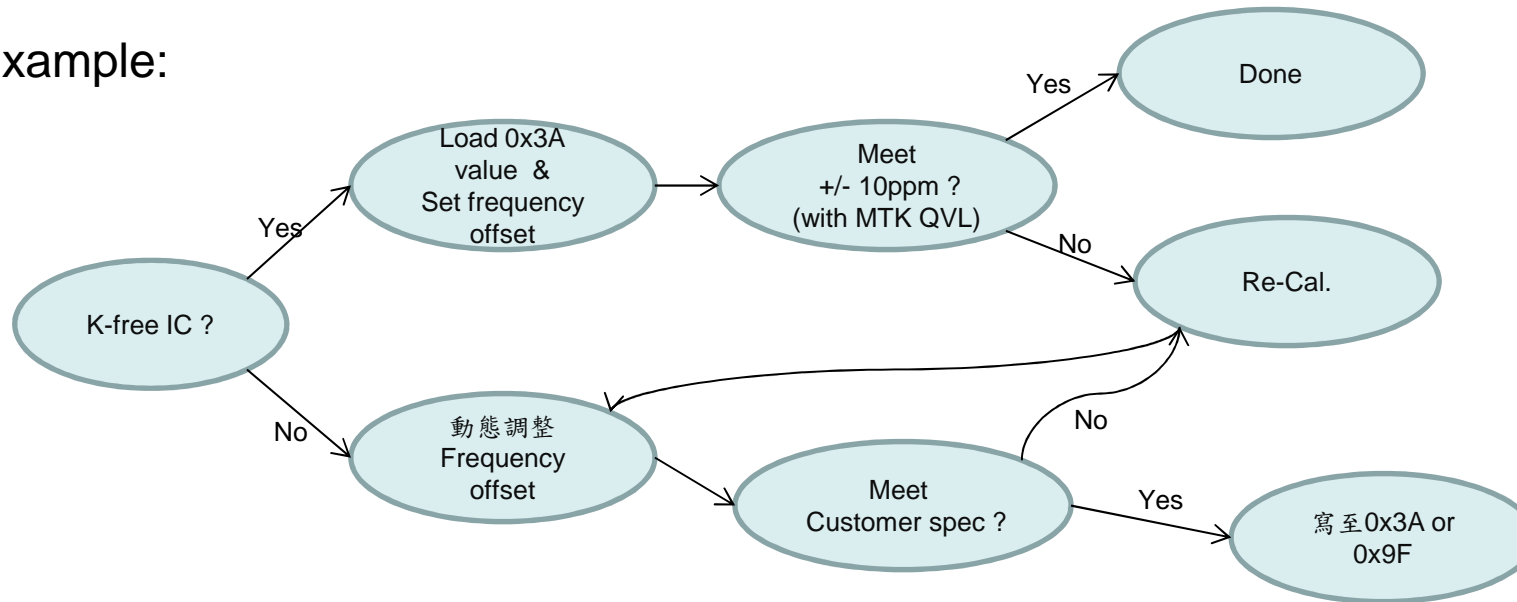 xample:
K-free IC ?
Yes
Load 0x3A
value &
Set frequency
offset
Meet
+/- 10ppm ?
(with MTK QVL)
Yes
Done
No
Re-Cal.
No
動態調整
Frequency
offset
Meet
Customer spec ?
No
Yes
寫至0x3A or
0x9F